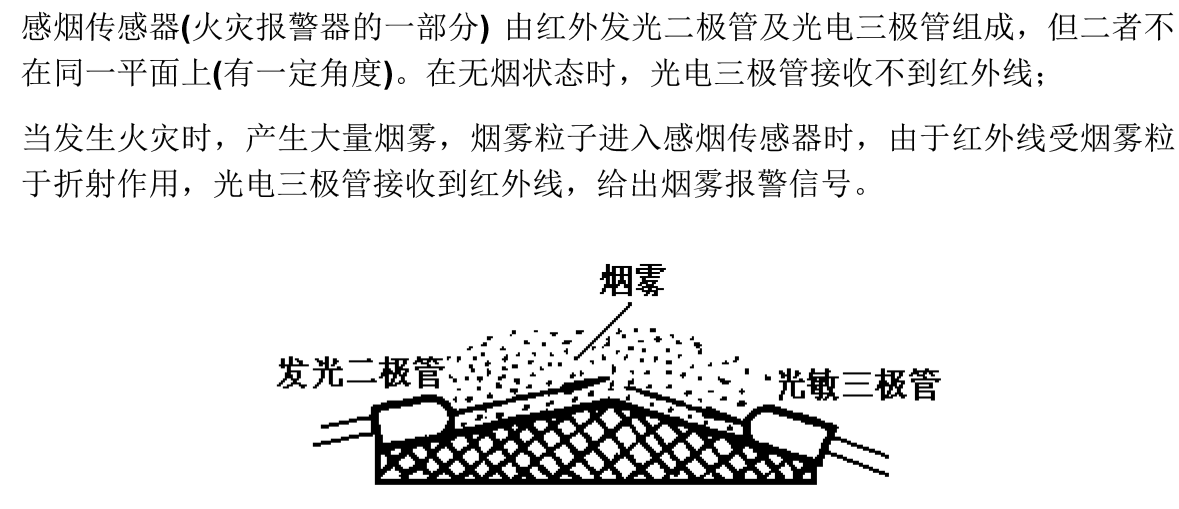 感烟传感器(火灾报警器的一部分) 由红外发光二极管及光电三极管组成，但二者不
在同一平面上(有一定角度)。在无烟状态时，光电三极管接收不到红外线；
当发生火灾时，产生大量烟雾，烟雾粒子进入感烟传感器时，由于红外线受烟雾粒
于折射作用，光电三极管接收到红外线，给出烟雾报警信号。
烟雾
发光二极管
光敏三极管